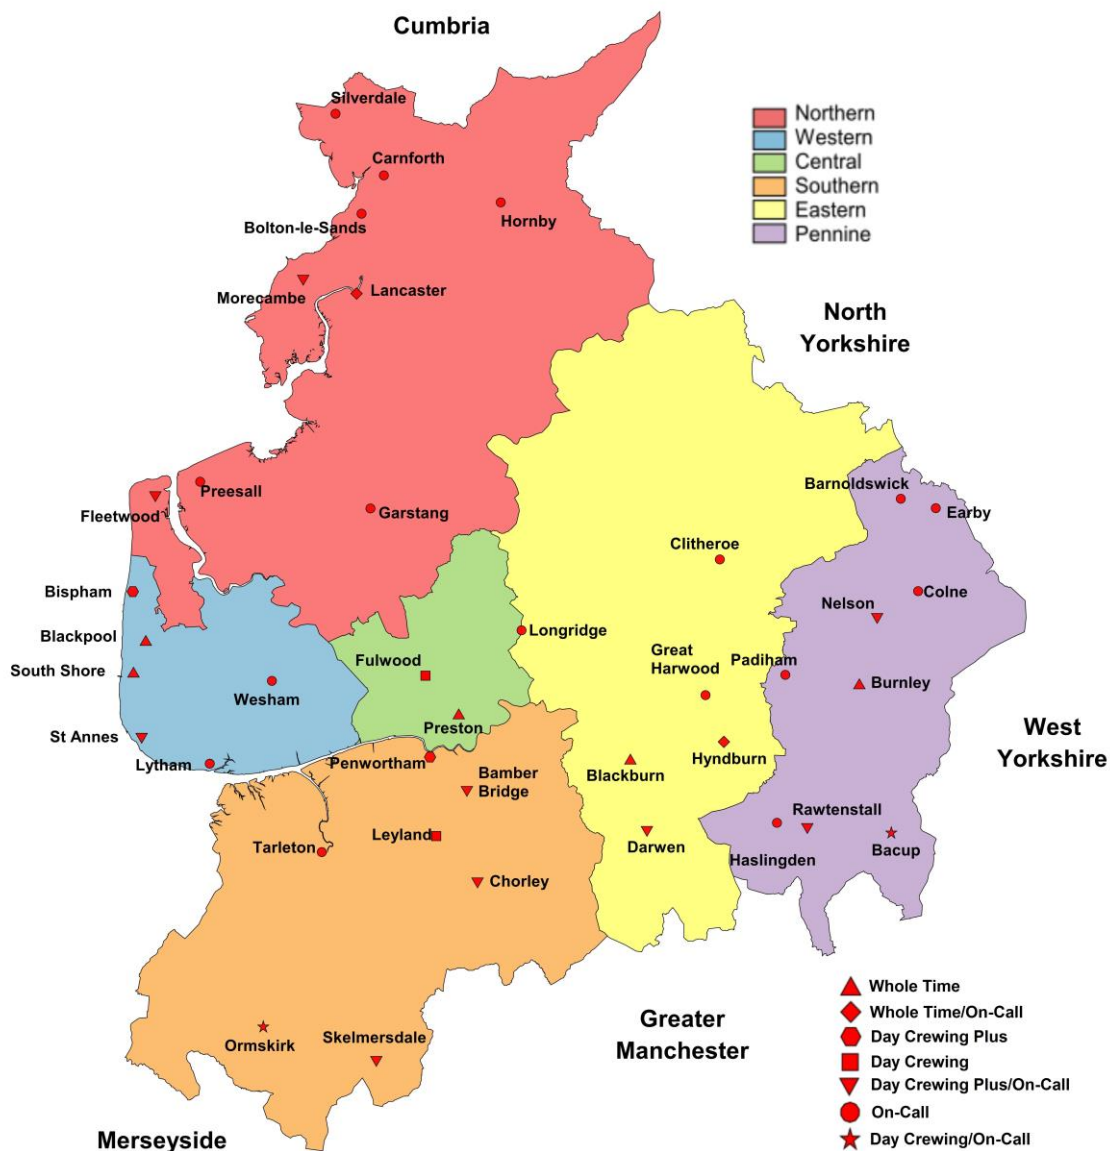 Cumbria
Silverdale
Northern
Western
Carnforth
Central
Southern
Hornby
Eastern
Bolton-le-Sands
Pennine
Lancaster
Morecambe
North
Yorkshire
Barnoldswick
Preesall
Garstang
Earby
Fleetwood
Clitheroe
Bispham
Colne
Nelson
Blackpool
Longridge
Great
Harwood
Fulwood
Padiham
South Shore
Burnley
Wesham
Preston
West
Yorkshire
St Annes
Lytham
Penwortham
Hyndburn
Blackburn
Bamber
Bridge
Rawtenstall
Leyland
Tarleton
Darwen
Haslingden
Bacup
Chorley
Whole Time
Whole Time/On-Call
Greater
Manchester
Day Crewing Plus
Ormskirk
Skelmersdale
Day Crewing
Day Crewing Plus/On-Call
On-Call
Merseyside
Day Crewing/On-Call